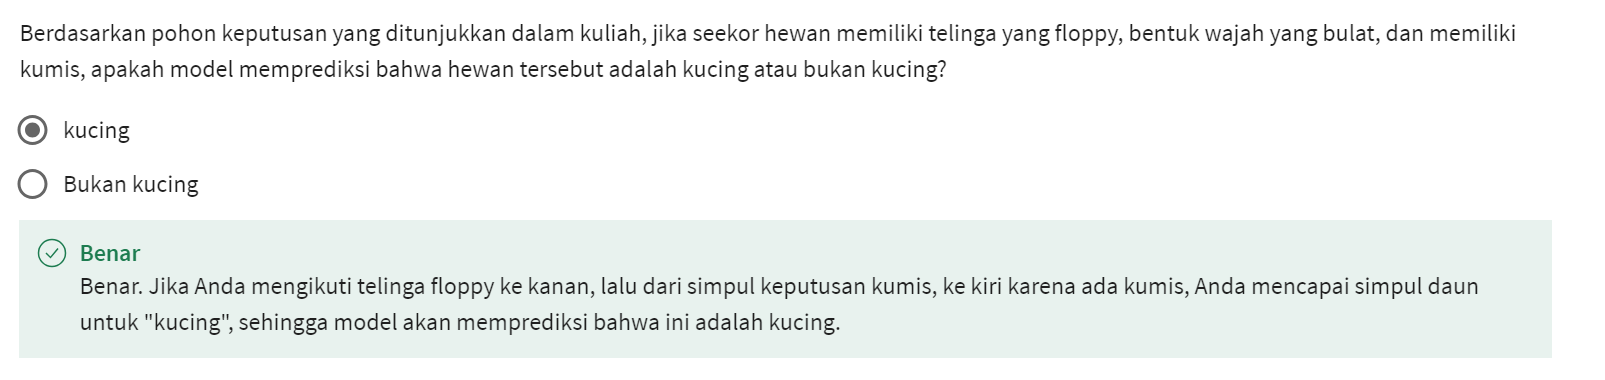 Berdasarkan pohon keputusan yang ditunjukkan dalam kuliah, jika seekor hewan memiliki telinga yang floppy, bentuk wajah yang bulat, dan memiliki
kumis, apakah model memprediksi bahwa hewan tersebut adalah kucing atau bukan kucing?
kucing
Bukan kucing
Benar
Benar. Jika Anda mengikuti telinga floppy ke kanan, lalu dari simpul keputusan kumis, ke kiri karena ada kumis, Anda mencapai simpul daun
untuk "kucing", sehingga model akan memprediksi bahwa ini adalah kucing.